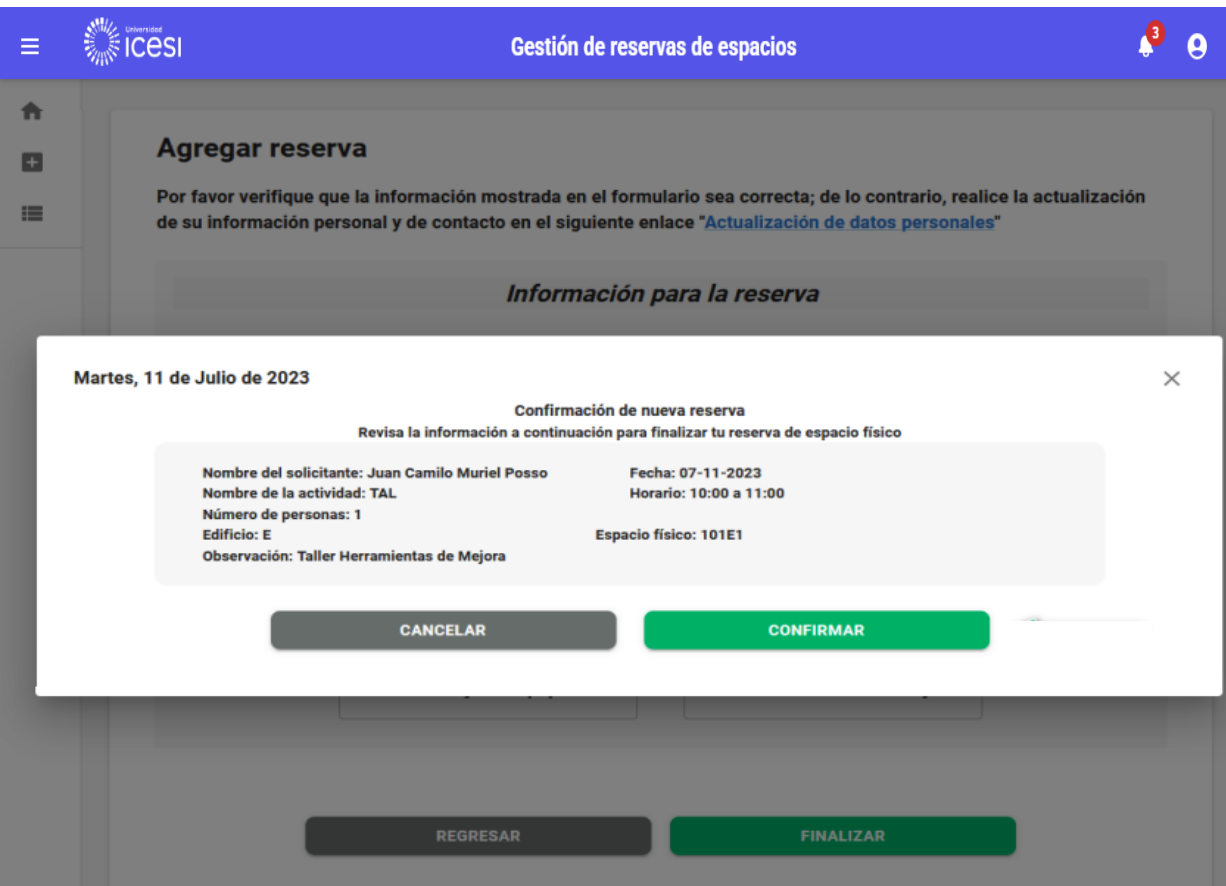 Universidad
icesi
Gestión de reservas de espacios
3
Agregar reserva
Por favor verifique que la información mostrada en el formulario sea correcta; de lo contrario, realice la actualización
de su información personal y de contacto en el siguiente enlace "Actualización de datos personales"
Información para la reserva
Martes, 11 de Julio de 2023
Confirmación de nueva reserva
Revisa la información a continuación para finalizar tu reserva de espacio físico
Nombre del solicitante: Juan Camilo Muriel Posso Fecha: 07-11-2023
Nombre de la actividad: TAL Horario: 10:00 a 11:00
Número de personas: 1
Edificio: E Espacio físico: 101E1
Observación: Taller Herramientas de Mejora
CANCELAR CONFIRMAR
REGRESAR FINALIZAR